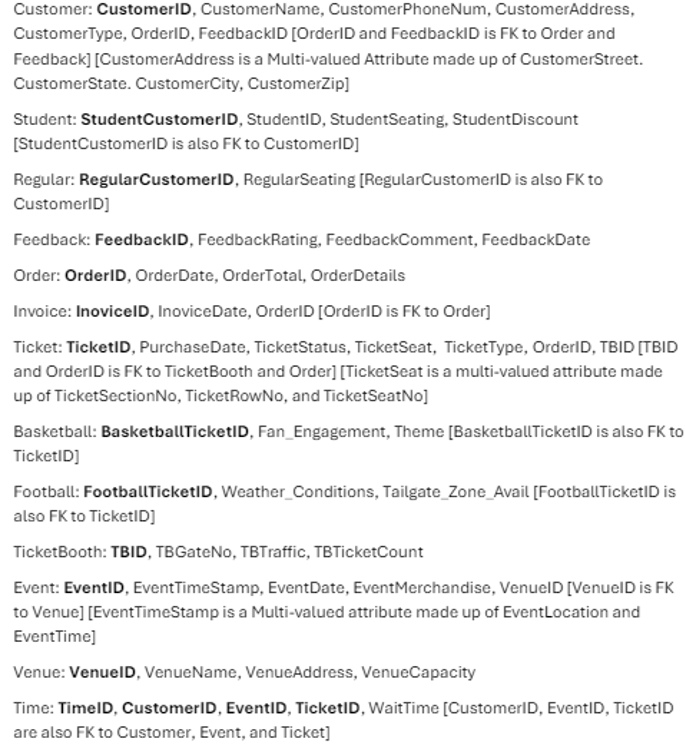 Customer: CustomerID, CustomerName, CustomerPhoneNum, CustomerAddress,
CustomerType, OrderID, FeedbackID [OrderID and FeedbackID is FK to Order and
Feedback] [CustomerAddress is a Multi-valued Attribute made up of CustomerStreet.
CustomerState. CustomerCity, CustomerZip]
Student: StudentCustomerID, StudentID, StudentSeating, StudentDiscount
[StudentCustomerID is also FK to CustomerID]
Regular: RegularCustomerID, RegularSeating [RegularCustomerID is also FK to
CustomerID]
Feedback: FeedbackID, FeedbackRating, FeedbackComment, FeedbackDate
Order: OrderID, OrderDate, OrderTotal, OrderDetails
Invoice: InoviceID, InoviceDate, OrderID [OrderID is FK to Order]
Ticket: TicketID, PurchaseDate, TicketStatus, TicketSeat, TicketType, OrderID, TBID [TBID
and OrderID is FK to TicketBooth and Order] [TicketSeat is a multi-valued attribute made
up of TicketSectionNo, TicketRowNo, and TicketSeatNo]
Basketball: BasketballTicketID, Fan_Engagement, Theme [BasketballTicketID is also FK to
TicketID]
Football: FootballTicketID, Weather_Conditions, Tailgate_Zone_Avail [FootballTicketID is
also FK to TicketID]
TicketBooth: TBID, TBGateNo, TBTraffic, TBTicketCount
Event: EventID, EventTimeStamp, EventDate, EventMerchandise, VenueID [VenueID is FK
to Venue] [EventTimeStamp is a Multi-valued attribute made up of EventLocation and
EventTime]
Venue: VenueID, VenueName, VenueAddress, VenueCapacity
Time: TimeID, CustomerID, EventID, TicketID, WaitTime [CustomerID, EventID, TicketID
are also FK to Customer, Event, and Ticket]